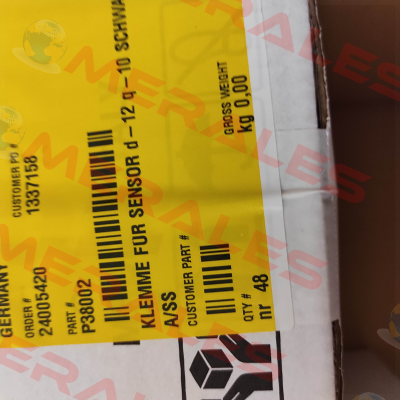 GERMANY
ORDER #
24005420
CUSTOMER PO #
1337158
PART #
P38002
KLEMME FUR SENSOR d-12 q-10 SCHWA
A/SS
CUSTOMER PART #
QTY #
nr 48
GROSS WEIGHT
kg 0,00
MERALES